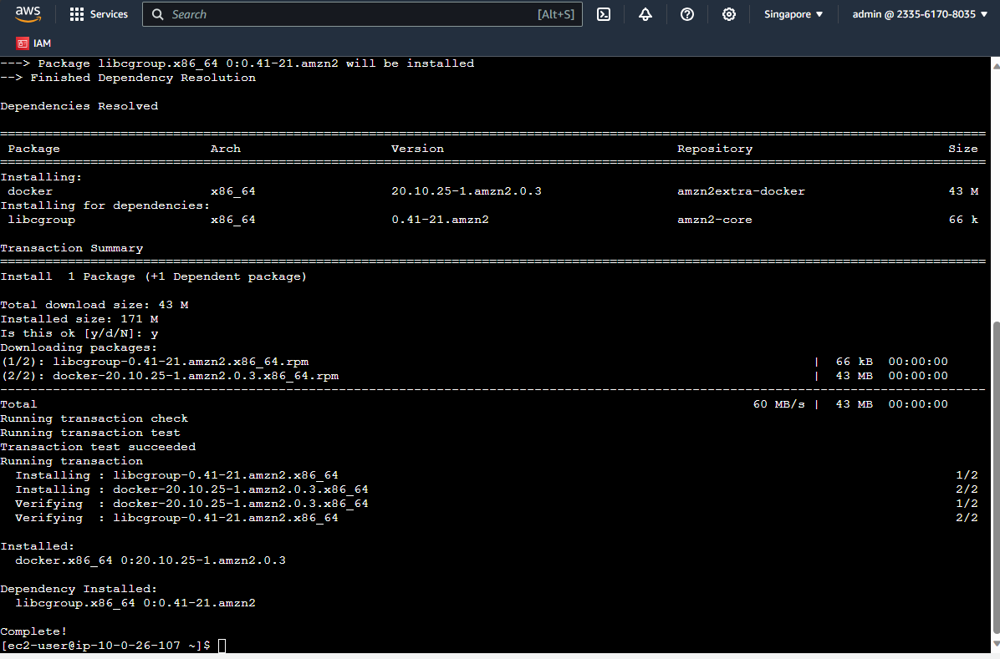 aws Services Search [Alt+S] Singapore admin @ 2335-6170-8035
IAM
---> Package libcgroup.x86_64 0:0.41-21.amzn2 will be installed
--> Finished Dependency Resolution
Dependencies Resolved
Package Arch Version Repository Size
Installing:
docker x86_64 20.10.25-1.amzn2.0.3 amzn2extra-docker 43 M
Installing for dependencies:
libcgroup x86_64 0.41-21.amzn2 amzn2-core 66 k
Transaction Summary
Install 1 Package (+1 Dependent package)
Total download size: 43 M
Installed size: 171 M
Is this ok [y/d/N]: y
Downloading packages:
(1/2): libcgroup-0.41-21.amzn2.x86_64.rpm | 66 kB 00:00:00
(2/2): docker-20.10.25-1.amzn2.0.3.x86_64.rpm | 43 MB 00:00:00
Total 60 MB/s | 43 MB 00:00:00
Running transaction check
Running transaction test
Transaction test succeeded
Running transaction
Installing : libcgroup-0.41-21.amzn2.x86_64 1/2
Installing : docker-20.10.25-1.amzn2.0.3.x86_64 2/2
Verifying : docker-20.10.25-1.amzn2.0.3.x86_64 1/2
Verifying : libcgroup-0.41-21.amzn2.x86_64 2/2
Installed:
docker.x86_64 0:20.10.25-1.amzn2.0.3
Dependency Installed:
libcgroup.x86_64 0:0.41-21.amzn2
Complete!
[ec2-user@ip-10-0-26-107 ~]$